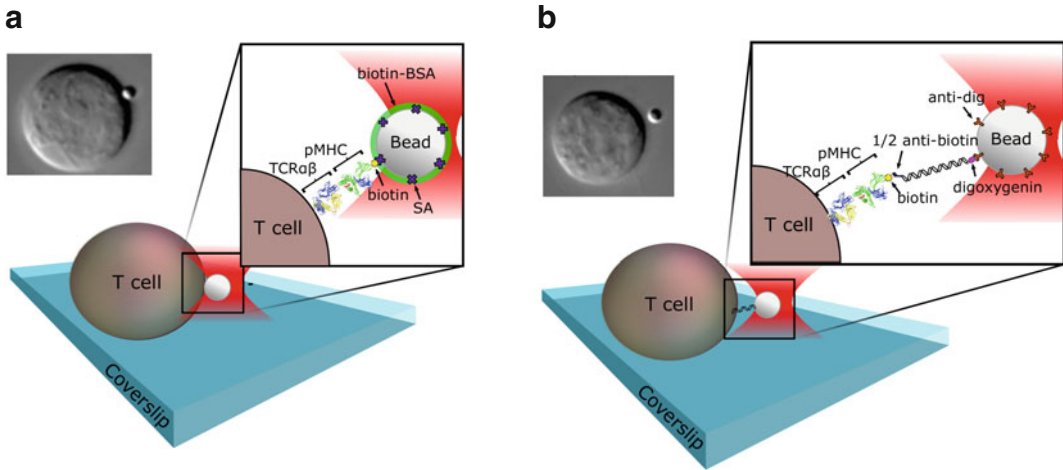 a
biotin-BSA
Bead
pMHC
TCRαβ
biotin
SA
T cell
T cell
Coverslip
b
anti-dig
1/2 anti-biotin
Bead
pMHC
TCRαβ
biotin
digoxygenin
T cell
T cell
Coverslip